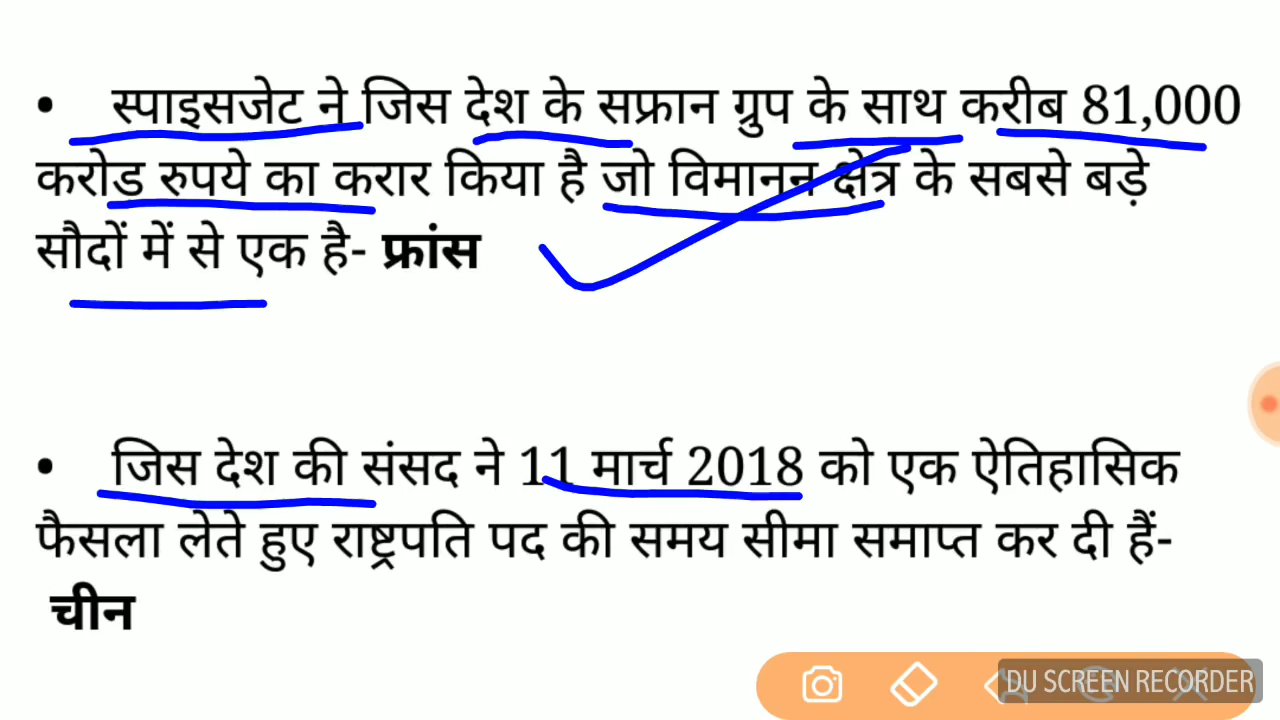 • स्पाइसजेट ने जिस देश के सफ्रान ग्रुप के साथ करीब 81,000
करोड रुपये का करार किया है जो विमानन क्षेत्र के सबसे बड़े
सौदों में से एक है- फ्रांस
• जिस देश की संसद ने 11 मार्च 2018 को एक ऐतिहासिक
फैसला लेते हुए राष्ट्रपति पद की समय सीमा समाप्त कर दी हैं-
चीन
DU SCREEN RECORDER